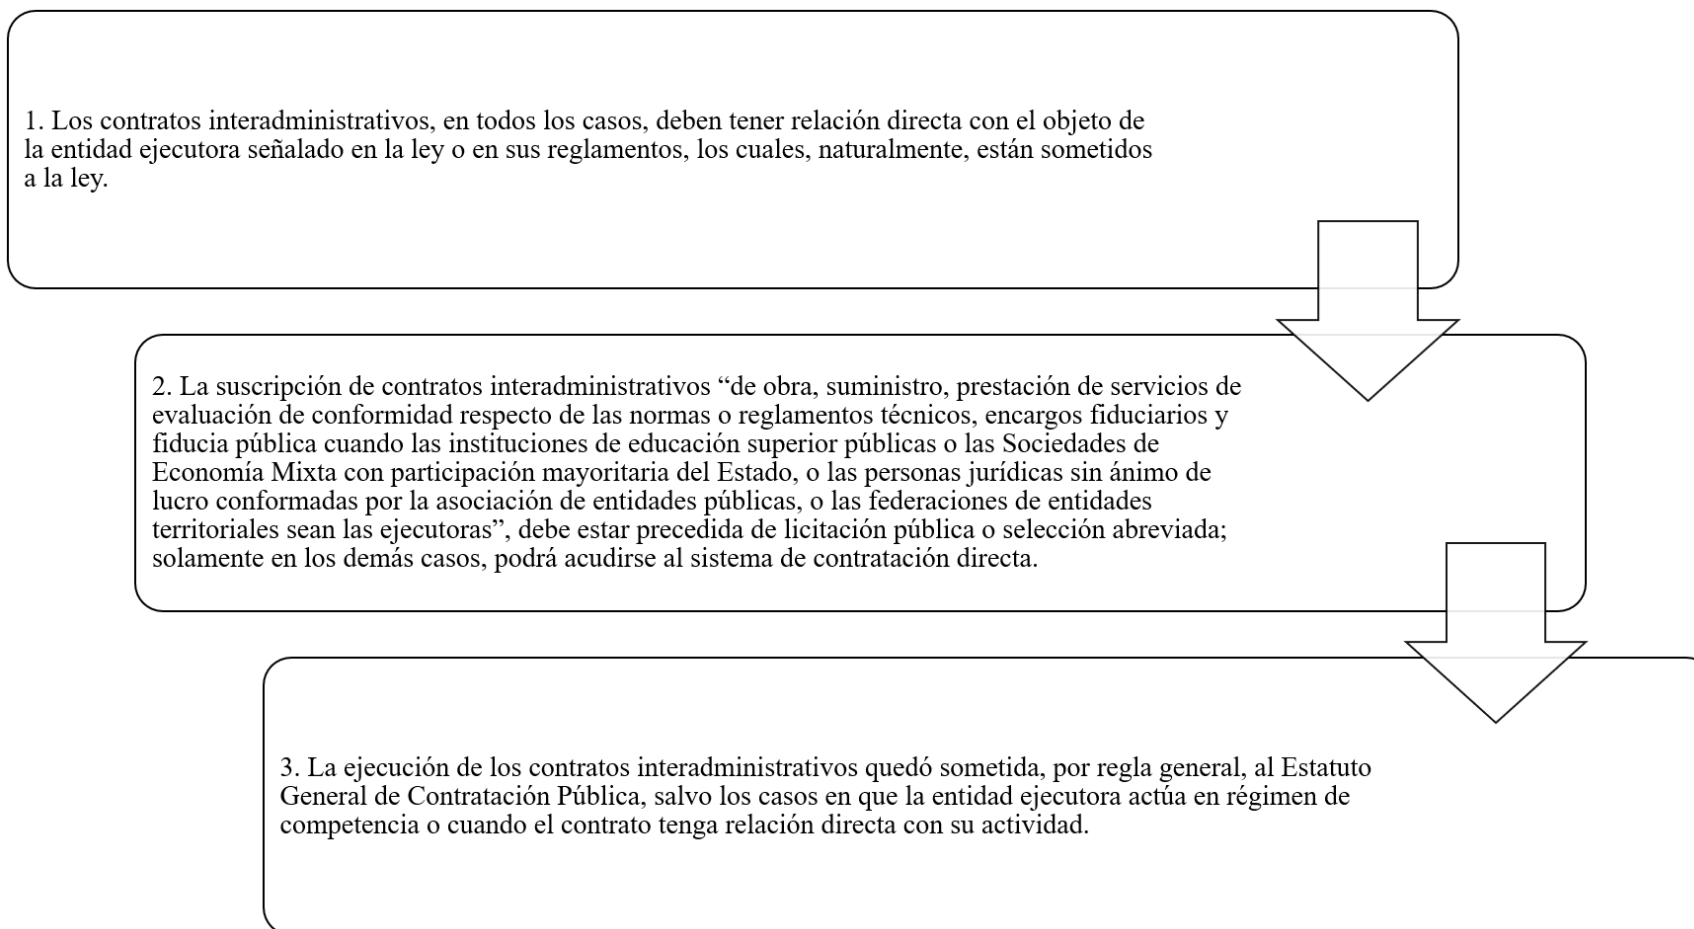 1. Los contratos interadministrativos, en todos los casos, deben tener relación directa con el objeto de
la entidad ejecutora señalado en la ley o en sus reglamentos, los cuales, naturalmente, están sometidos
a la ley.
2. La suscripción de contratos interadministrativos “de obra, suministro, prestación de servicios de
evaluación de conformidad respecto de las normas o reglamentos técnicos, encargos fiduciarios y
fiducia pública cuando las instituciones de educación superior públicas o las Sociedades de
Economía Mixta con participación mayoritaria del Estado, o las personas jurídicas sin ánimo de
lucro conformadas por la asociación de entidades públicas, o las federaciones de entidades
territoriales sean las ejecutoras”, debe estar precedida de licitación pública o selección abreviada;
solamente en los demás casos, podrá acudirse al sistema de contratación directa.
3. La ejecución de los contratos interadministrativos quedó sometida, por regla general, al Estatuto
General de Contratación Pública, salvo los casos en que la entidad ejecutora actúa en régimen de
competencia o cuando el contrato tenga relación directa con su actividad.